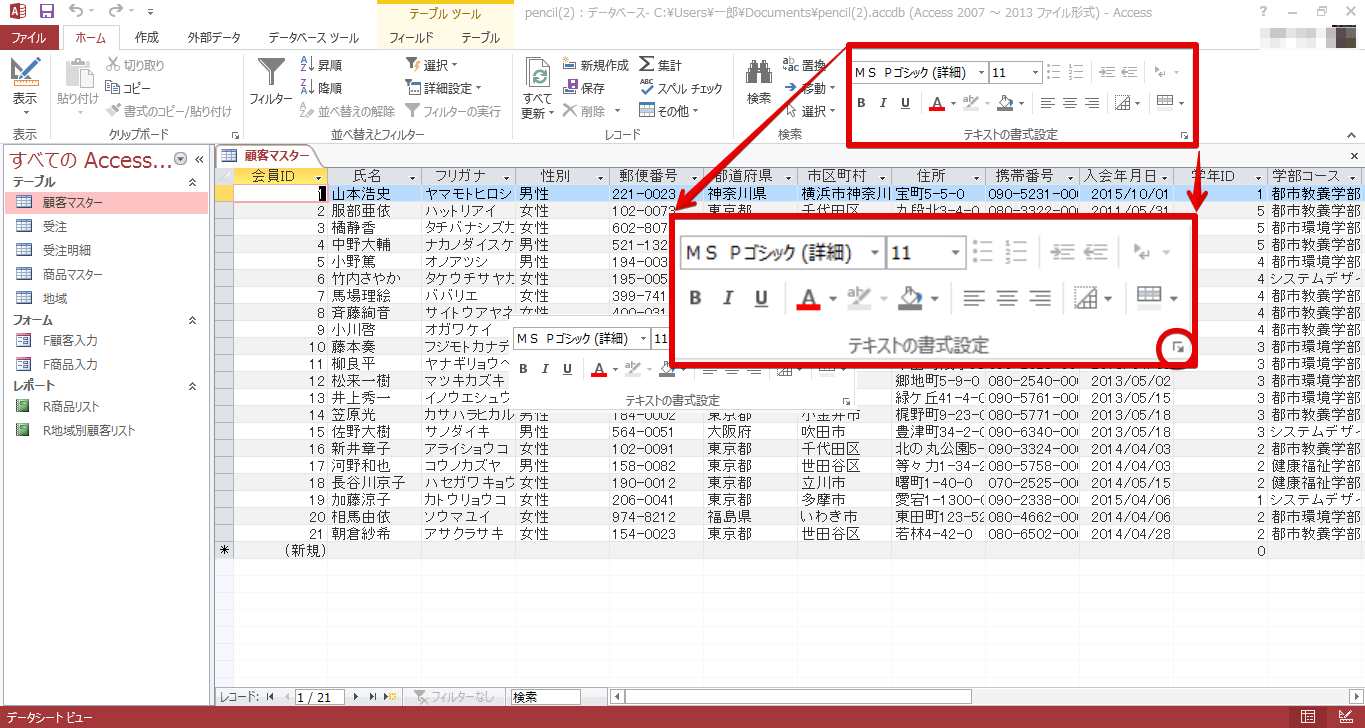 テーブル ツール
pencil(2) : データベース- C:¥Users¥一郎¥Documents¥pencil(2).accdb (Access 2007 ～ 2013 ファイル形式) - Access
ファイル ホーム 作成 外部データ データベース ツール フィールド テーブル
表示
貼り付け
切り取り
コピー
書式のコピー/貼り付け
フィルター
昇順
降順
並べ替えの解除
選択
詳細設定
フィルターの実行
すべて
更新
新規作成
保存
削除
集計
スペル チェック
その他
検索
置換
移動
選択
ＭＳ Ｐゴシック (詳細) 11
B I U A
表示 クリップボード 並べ替えとフィルター レコード 検索 テキストの書式設定
すべての Access...
テーブル
顧客マスター
受注
受注明細
商品マスター
地域
フォーム
F顧客入力
F商品入力
レポート
R商品リスト
R地域別顧客リスト
顧客マスター
会員ID 氏名 フリガナ 性別 郵便番号 都道府県 市区町村 住所 携帯番号 入会年月日 学年ID 学部コース
1 山本浩史 ヤマモトヒロシ 男性 221-0023 神奈川県 横浜市神奈川 宝町5-5-0 090-5231-00 2015/10/01 1 都市教養学部
2 服部亜依 ハットリアイ 女性 102-0073 東京都 千代田区 九段北3-4-0 080-3322-00 2011/05/31 5 都市教養学部
3 橘静香 タチバナシズカ 女性 602-807 5 都市環境学部
4 中野大輔 ナカノダイスケ 男性 521-132 4 都市環境学部
5 小野篤 オノアツシ 男性 194-003 4 都市環境学部
6 竹内さやか タケウチサヤカ 女性 195-005 4 システムデザ
7 馬場理絵 ババリエ 女性 399-741 4 都市教養学部
8 斉藤絢音 サイトウアヤネ 女性 400-031 4 都市教養学部
9 小川啓 オガワケイ 4 都市環境学部
10 藤本奏 フジモトカナデ 3 都市環境学部
11 柳良平 ヤナギリョウヘ 3 都市教養学部
12 松来一樹 マツキカズキ 郷地町5-9-0 080-2540-00 2013/05/02 3 都市教養学部
13 井上秀一 イノウエシュウ 緑ケ丘41-4-0 090-5761-00 2013/05/15 3 都市教養学部
14 笠原光 カサハラヒカル 男性 184-0002 東京都 小金井市 梶野町9-23-0 080-5771-00 2013/05/18 3 都市教養学部
15 佐野大樹 サノダイキ 男性 564-0051 大阪府 吹田市 豊津町34-2-0 090-6340-00 2013/05/18 3 システムデザ
16 新井章子 アライショウコ 女性 102-0091 東京都 千代田区 北の丸公園5- 090-3324-00 2014/04/03 2 都市教養学部
17 河野和也 コウノカズヤ 男性 158-0082 東京都 世田谷区 等々力1-34-2 080-5758-00 2014/04/03 2 健康福祉学部
18 長谷川京子 ハセガワキョウ 女性 190-0012 東京都 立川市 曙町1-40-0 070-2525-00 2014/05/15 2 健康福祉学部
19 加藤涼子 カトウリョウコ 女性 206-0041 東京都 多摩市 愛宕1-1300-0 090-2338-00 2015/04/06 1 システムデザ
20 相馬由依 ソウマユイ 女性 974-8212 福島県 いわき市 東田町123-52 080-4662-00 2014/04/06 2 都市環境学部
21 朝倉紗希 アサクラサキ 女性 154-0023 東京都 世田谷区 若林4-42-0 080-6502-00 2014/04/28 2 都市教養学部
(新規) 0
ＭＳ Ｐゴシック (詳細) 11
B I U A
テキストの書式設定
ＭＳ Ｐゴシック (詳細) 11
B I U A
テキストの書式設定
レコード: 1 / 21 フィルターなし 検索
データシート ビュー